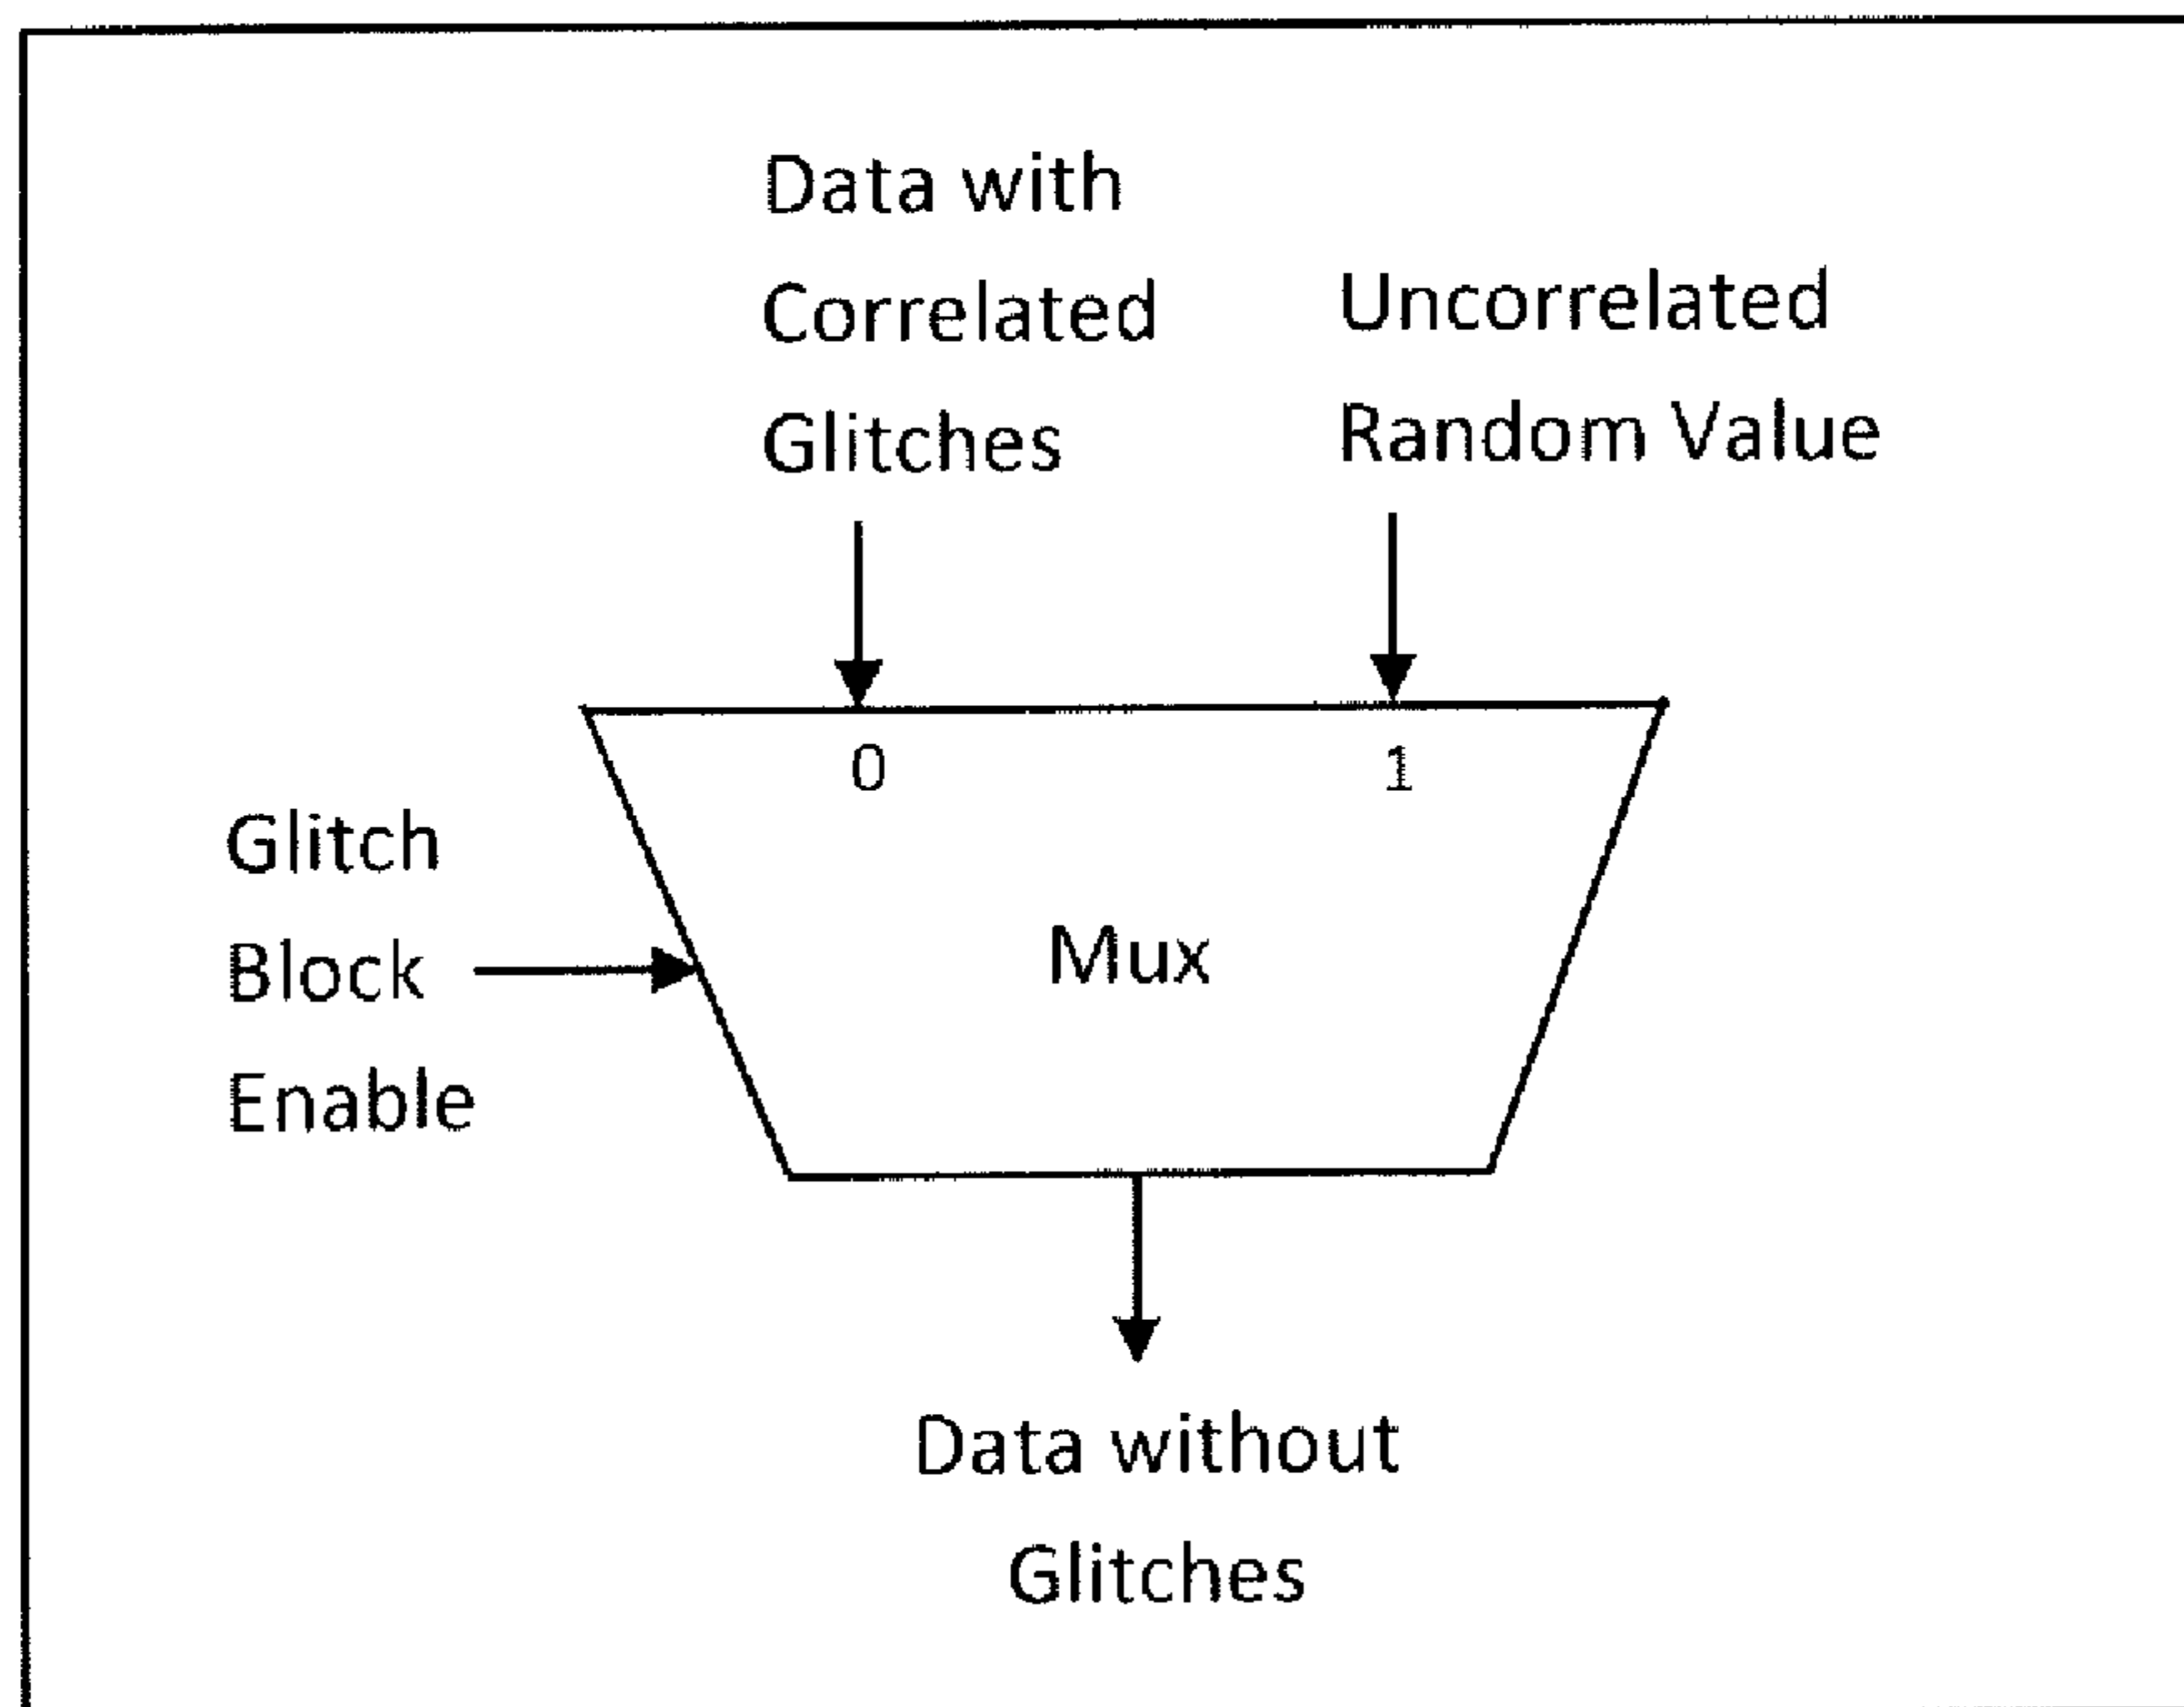 Data with
Correlated
Glitches
Uncorrelated
Random Value
0
1
Glitch
Block
Enable
Mux
Data without
Glitches